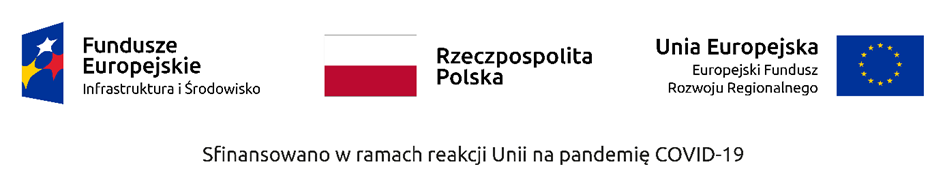 Fundusze
Europejskie
Infrastruktura i Środowisko
Rzeczpospolita
Polska
Unia Europejska
Europejski Fundusz
Rozwoju Regionalnego
Sfinansowano w ramach reakcji Unii na pandemię COVID-19